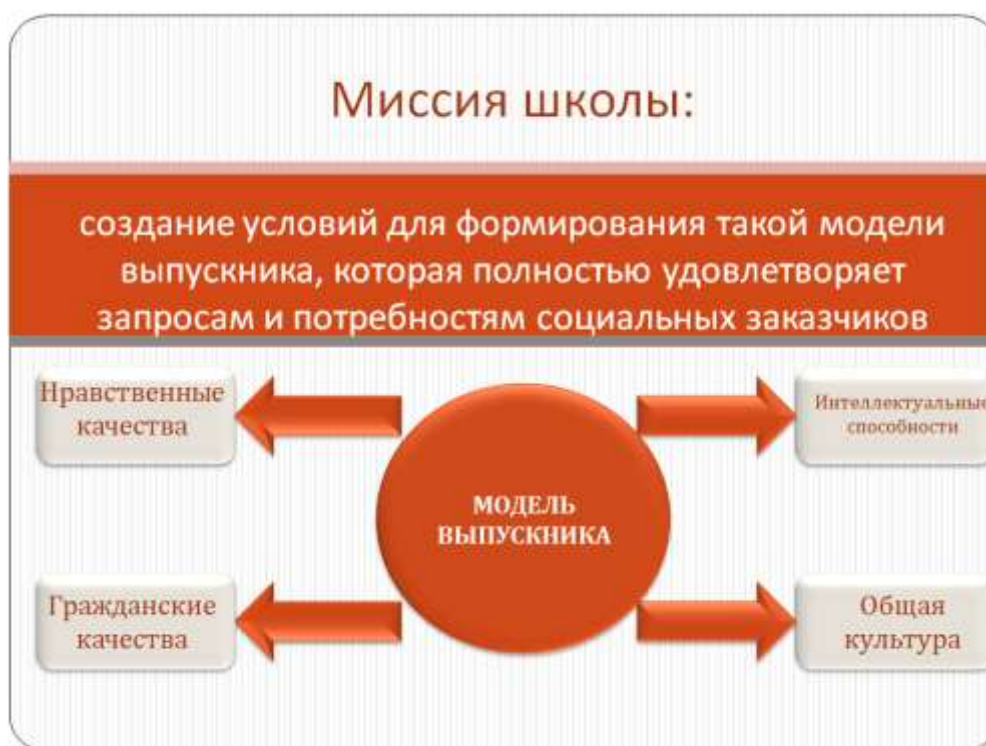 Миссия школы:
создание условий для формирования такой модели
выпускника, которая полностью удовлетворяет
запросам и потребностям социальных заказчиков
Нравственные
качества
Интеллектуальные
способности
МОДЕЛЬ
ВЫПУСКНИКА
Гражданские
качества
Общая
культура